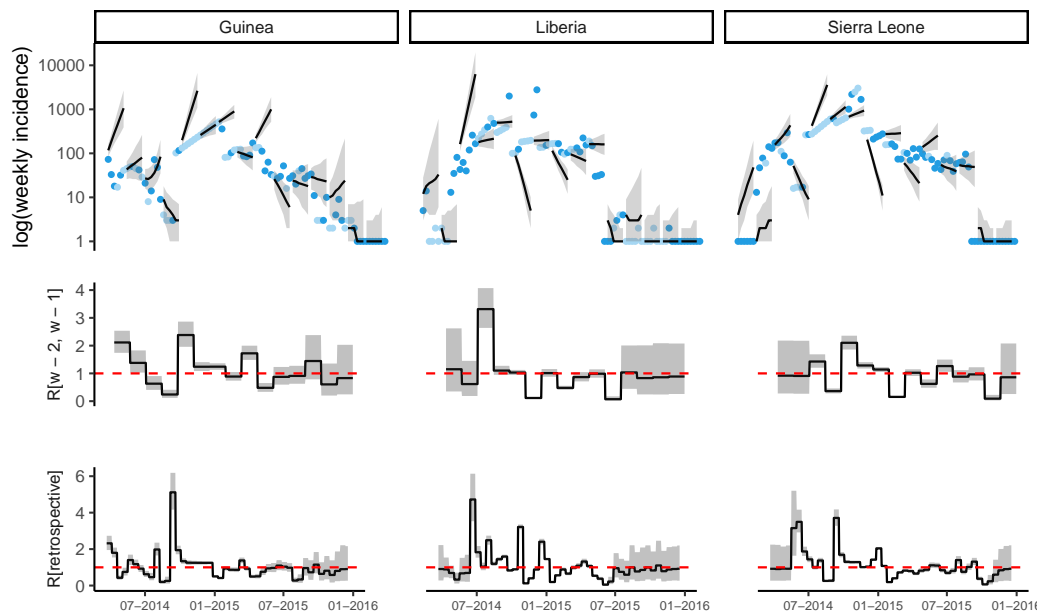 Guinea Liberia Sierra Leone
log(weekly incidence)
10000
1000
100
10
1
R[w − 2, w − 1]
4
3
2
1
0
R[retrospective]
6
4
2
0
07−2014 01−2015 07−2015 01−2016 07−2014 01−2015 07−2015 01−2016 07−2014 01−2015 07−2015 01−2016